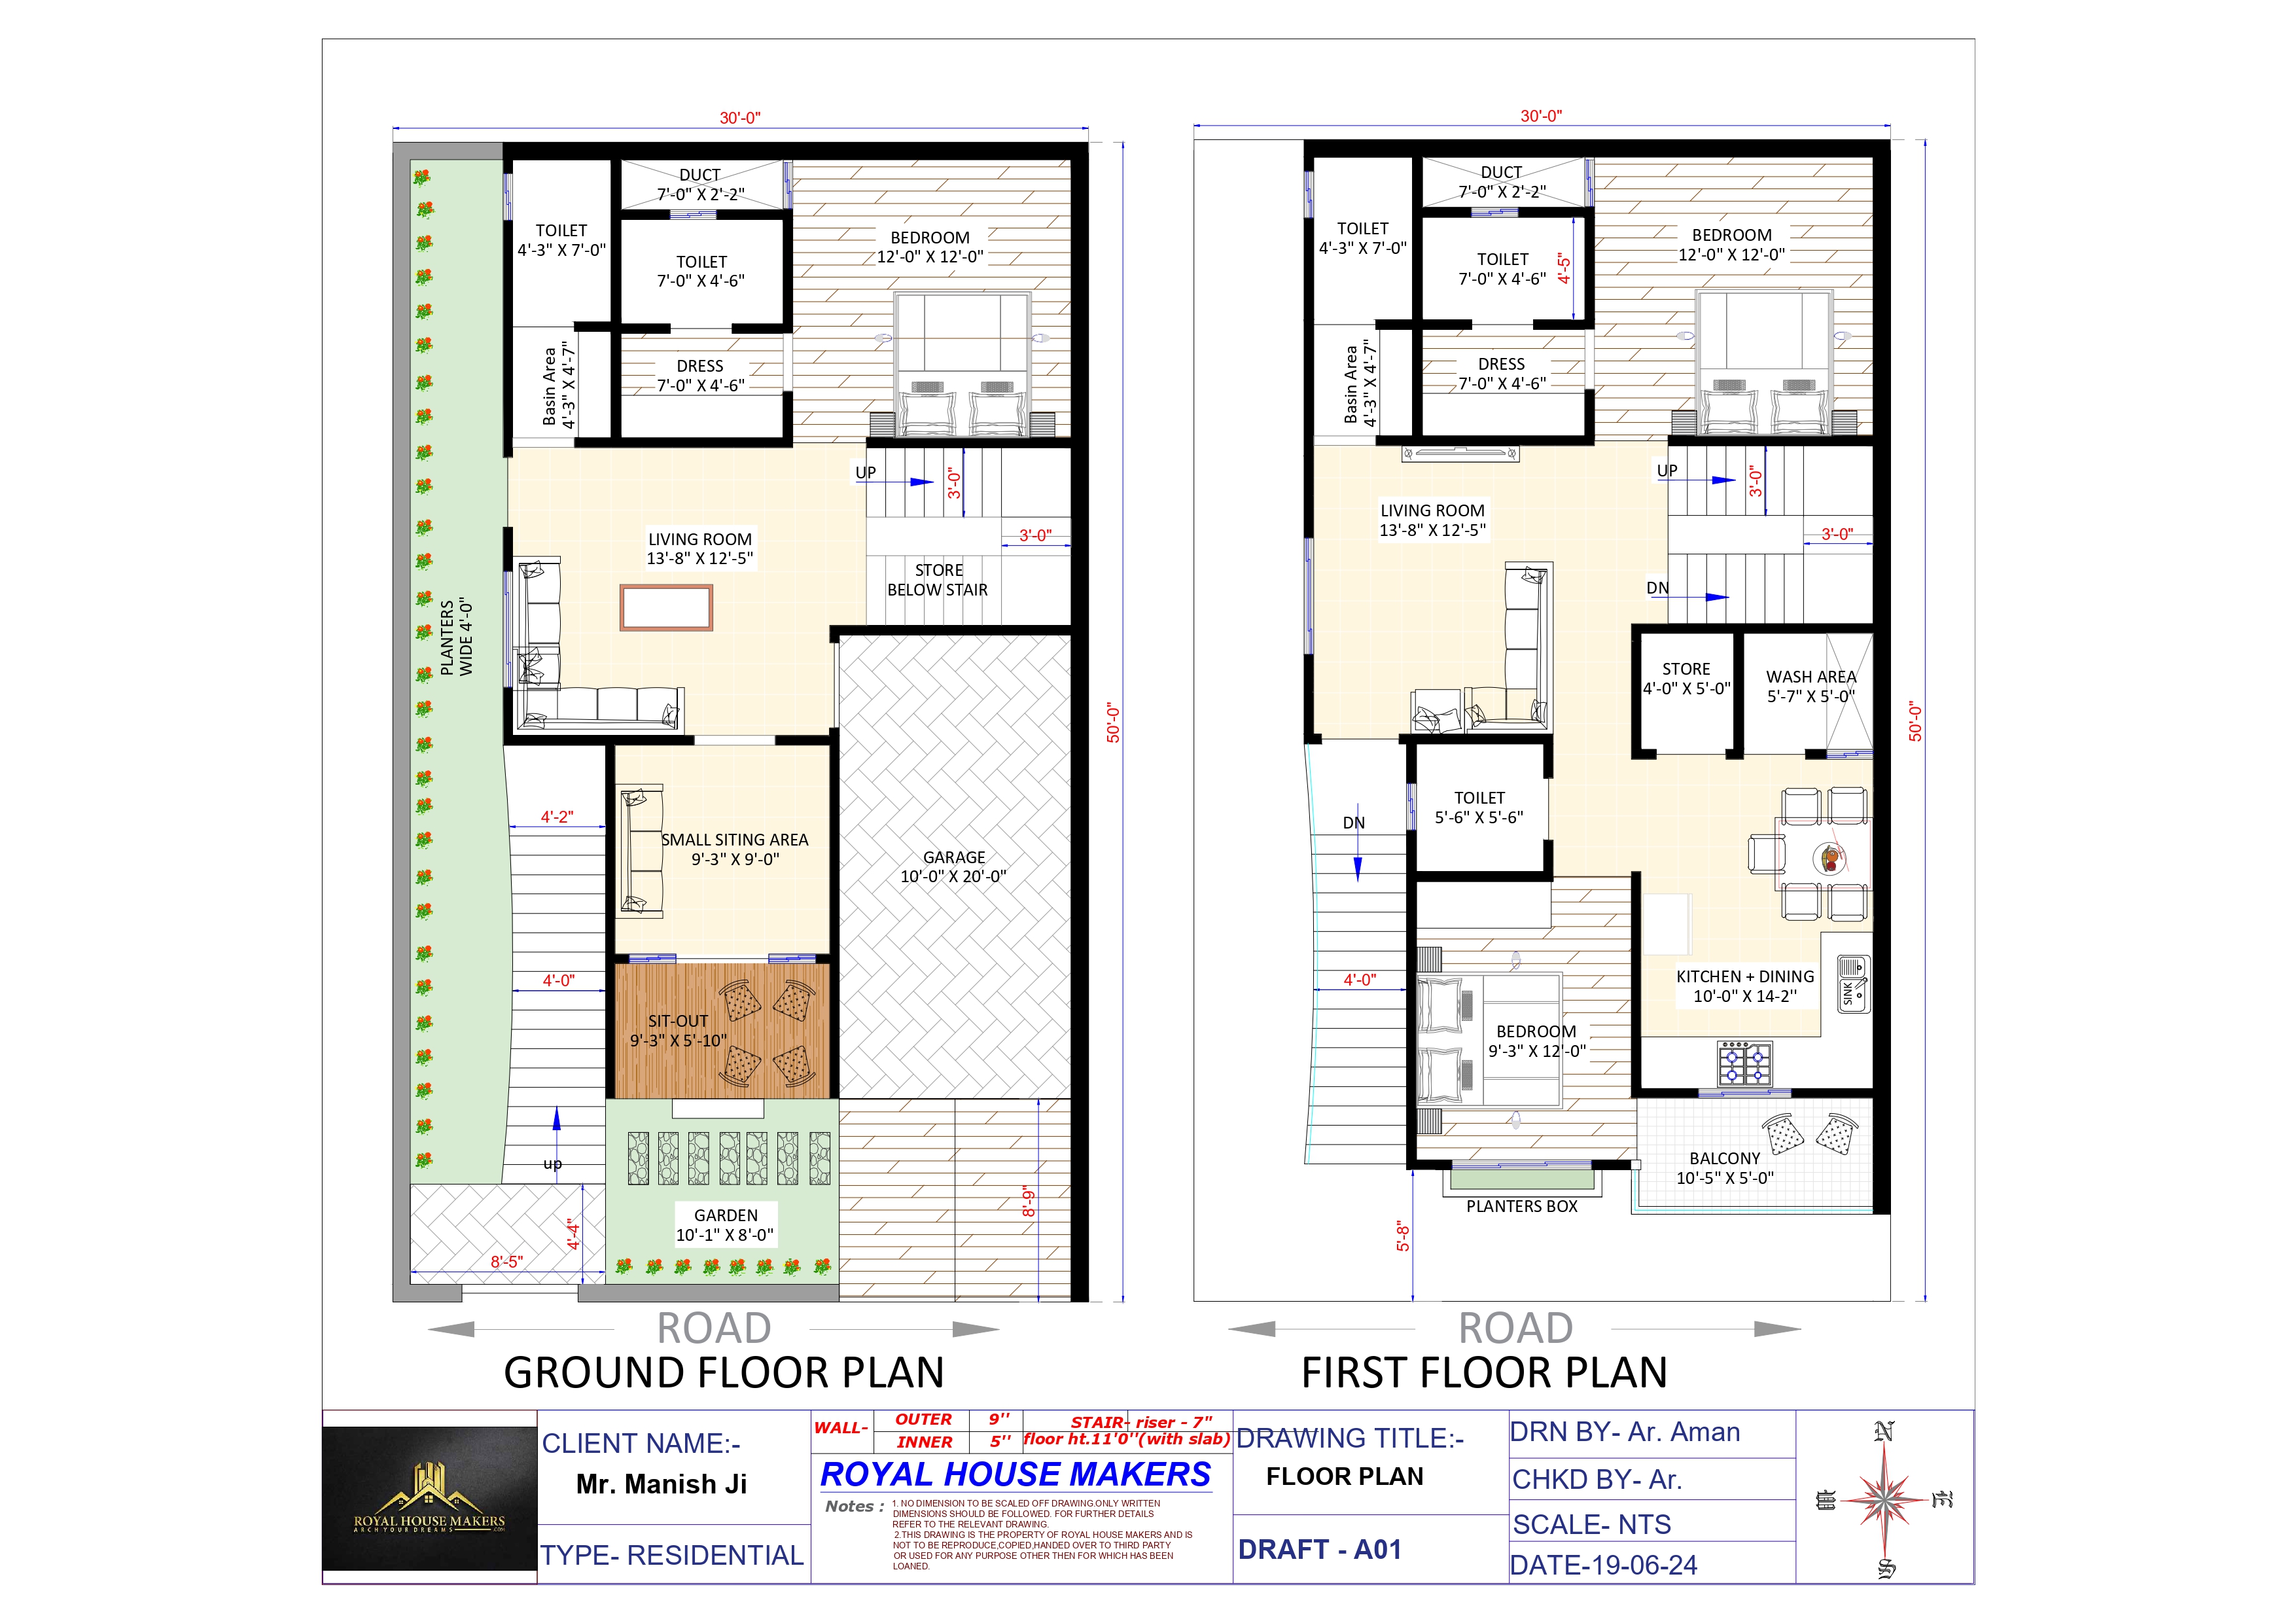 30'-0"
DUCT
7'-0" X 2'-2"
TOILET
4'-3" X 7'-0"
TOILET
7'-0" X 4'-6"
BEDROOM
12'-0" X 12'-0"
DRESS
7'-0" X 4'-6"
Basin Area
4'-3" X 4'-7"
UP
3'-0"
3'-0"
LIVING ROOM
13'-8" X 12'-5"
STORE
BELOW STAIR
PLANTERS
WIDE 4'-0"
50'-0"
4'-2"
SMALL SITING AREA
9'-3" X 9'-0"
GARAGE
10'-0" X 20'-0"
4'-0"
SIT-OUT
9'-3" X 5'-10"
up
8'-9"
GARDEN
10'-1" X 8'-0"
4'-4"
8'-5"
ROAD
GROUND FLOOR PLAN
30'-0"
DUCT
7'-0" X 2'-2"
TOILET
4'-3" X 7'-0"
TOILET
7'-0" X 4'-6"
4'-5"
BEDROOM
12'-0" X 12'-0"
DRESS
7'-0" X 4'-6"
Basin Area
4'-3" X 4'-7"
UP
3'-0"
3'-0"
LIVING ROOM
13'-8" X 12'-5"
DN
STORE
4'-0" X 5'-0"
WASH AREA
5'-7" X 5'-0"
50'-0"
TOILET
5'-6" X 5'-6"
DN
4'-0"
KITCHEN + DINING
10'-0" X 14-2''
SINK
BEDROOM
9'-3" X 12'-0"
BALCONY
10'-5" X 5'-0"
PLANTERS BOX
5'-8"
ROAD
FIRST FLOOR PLAN
ROYAL HOUSE MAKERS
ARCH YOUR DREAMS .com
CLIENT NAME:-
Mr. Manish Ji
TYPE- RESIDENTIAL
WALL-
OUTER 9''
INNER 5''
STAIR- riser - 7"
floor ht.11'0''(with slab)
ROYAL HOUSE MAKERS
Notes : 1. NO DIMENSION TO BE SCALED OFF DRAWING.ONLY WRITTEN
DIMENSIONS SHOULD BE FOLLOWED. FOR FURTHER DETAILS
REFER TO THE RELEVANT DRAWING.
2.THIS DRAWING IS THE PROPERTY OF ROYAL HOUSE MAKERS AND IS
NOT TO BE REPRODUCE,COPIED,HANDED OVER TO THIRD PARTY
OR USED FOR ANY PURPOSE OTHER THEN FOR WHICH HAS BEEN
LOANED.
DRAWING TITLE:-
FLOOR PLAN
DRAFT - A01
DRN BY- Ar. Aman
CHKD BY- Ar.
SCALE- NTS
DATE-19-06-24
N
W
E
S